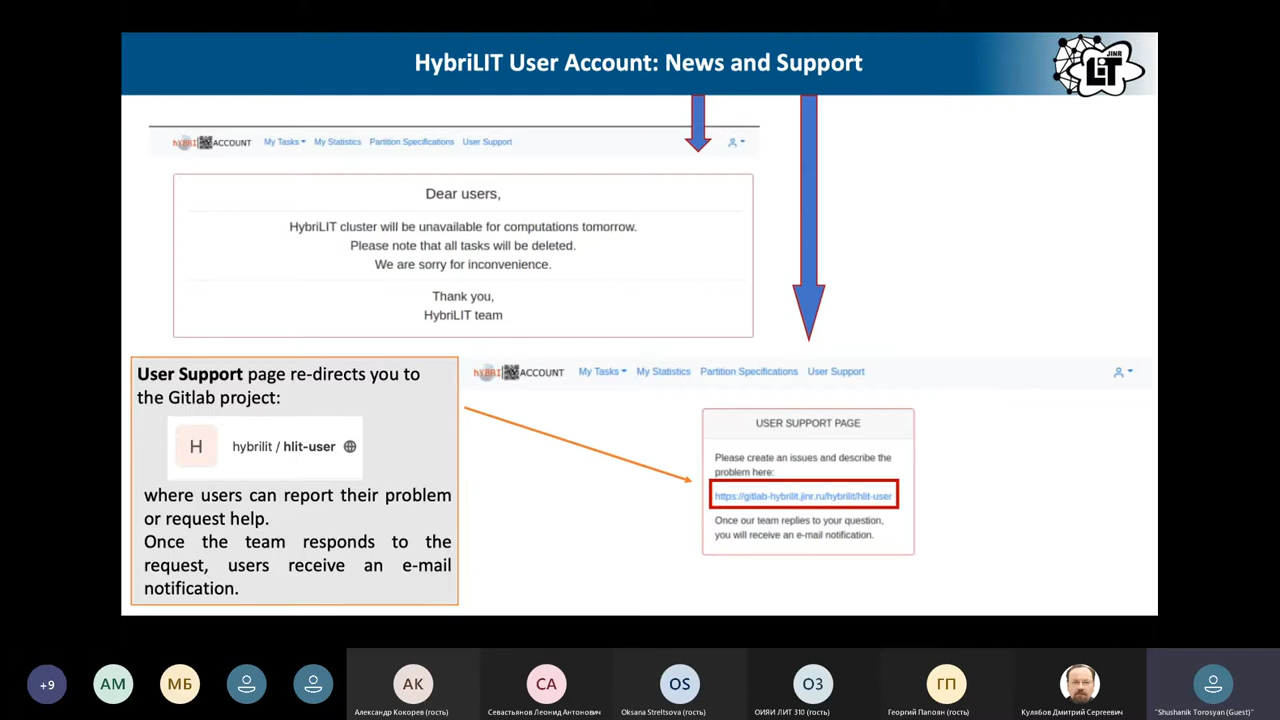 HybriLIT User Account: News and Support
JINR
LIT
HYBRI ACCOUNT My Tasks My Statistics Partition Specifications User Support
Dear users,
HybriLIT cluster will be unavailable for computations tomorrow.
Please note that all tasks will be deleted.
We are sorry for inconvenience.
Thank you,
HybriLIT team
User Support page re-directs you to
the Gitlab project:
H hybrilit / hlit-user
where users can report their problem
or request help.
Once the team responds to the
request, users receive an e-mail
notification.
HYBRI ACCOUNT My Tasks My Statistics Partition Specifications User Support
USER SUPPORT PAGE
Please create an issues and describe the
problem here:
https://gitlab-hybrilit.jinr.ru/hybrilit/hlit-user
Once our team replies to your question,
you will receive an e-mail notification.
+9 АМ МБ АК СА OS ОЗ ГП
Александр Кокорев (гость) Севастьянов Леонид Антонович Oksana Streltsova (гость) ОИЯИ ЛИТ 310 (гость) Георгий Папоян (гость) Кулябов Дмитрий Сергеевич "Shushanik Torosyan (Guest)"